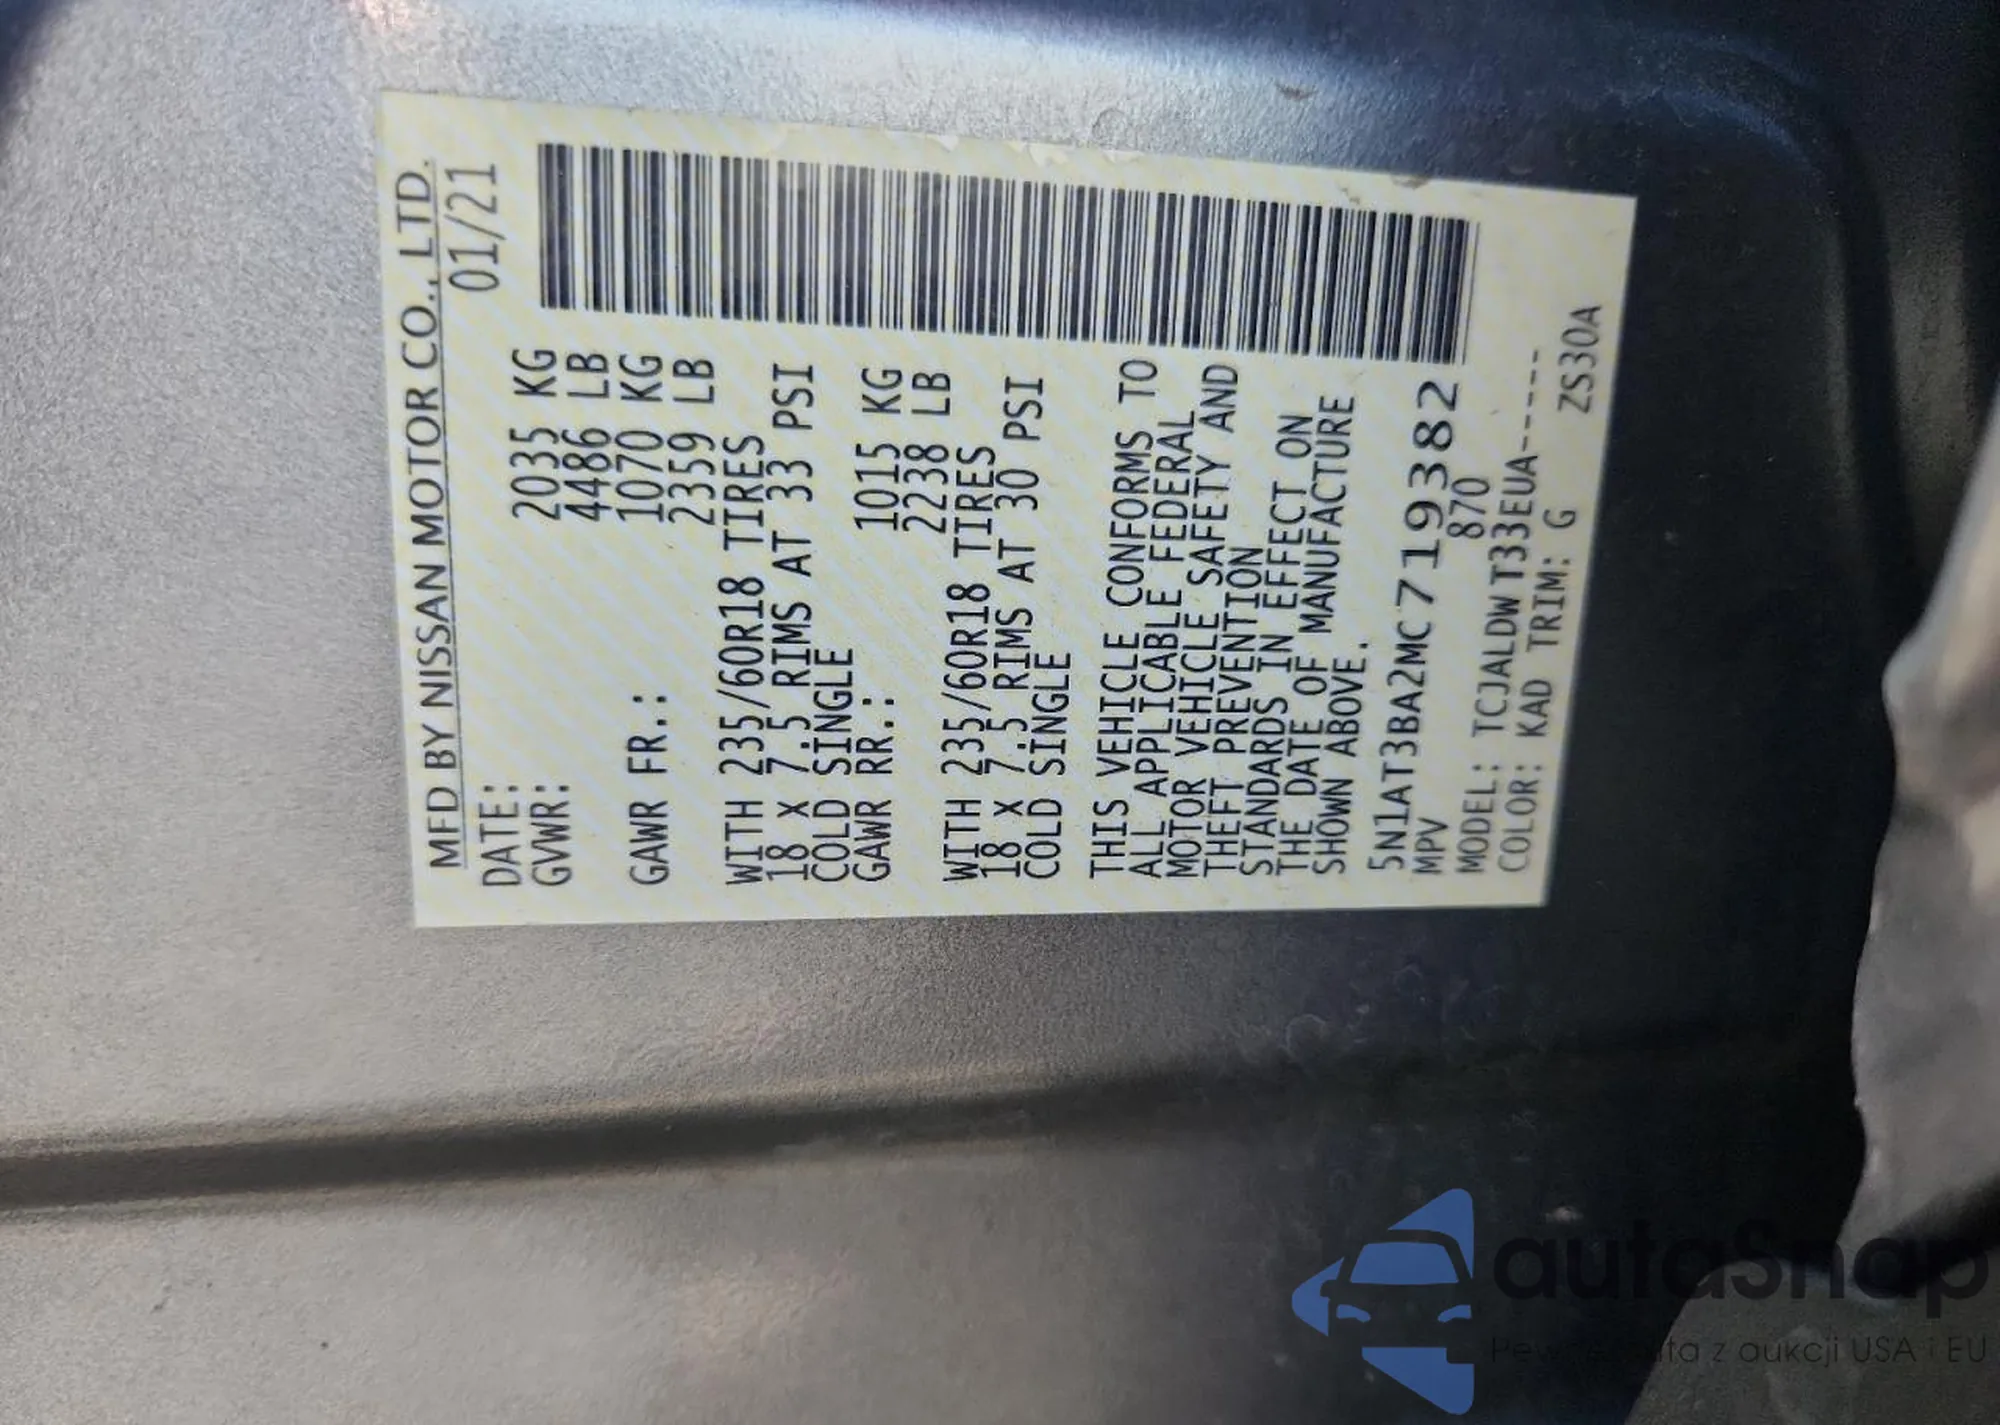 MFD BY NISSAN MOTOR CO., LTD.
DATE: 01/21
GVWR: 2035 KG
4486 LB
GAWR FR.: 1070 KG
2359 LB
WITH 235/60R18 TIRES
18 X 7.5 RIMS AT 33 PSI
COLD SINGLE
GAWR RR.: 1015 KG
2238 LB
WITH 235/60R18 TIRES
18 X 7.5 RIMS AT 30 PSI
COLD SINGLE
THIS VEHICLE CONFORMS TO
ALL APPLICABLE FEDERAL
MOTOR VEHICLE SAFETY AND
THEFT PREVENTION
STANDARDS IN EFFECT ON
THE DATE OF MANUFACTURE
SHOWN ABOVE.
5N1AT3BA2MC719382
MPV 870
MODEL: TCJALDW T33EUA-----
COLOR: KAD TRIM: G ZS30A
autaSnap
z aukcji USA i EU